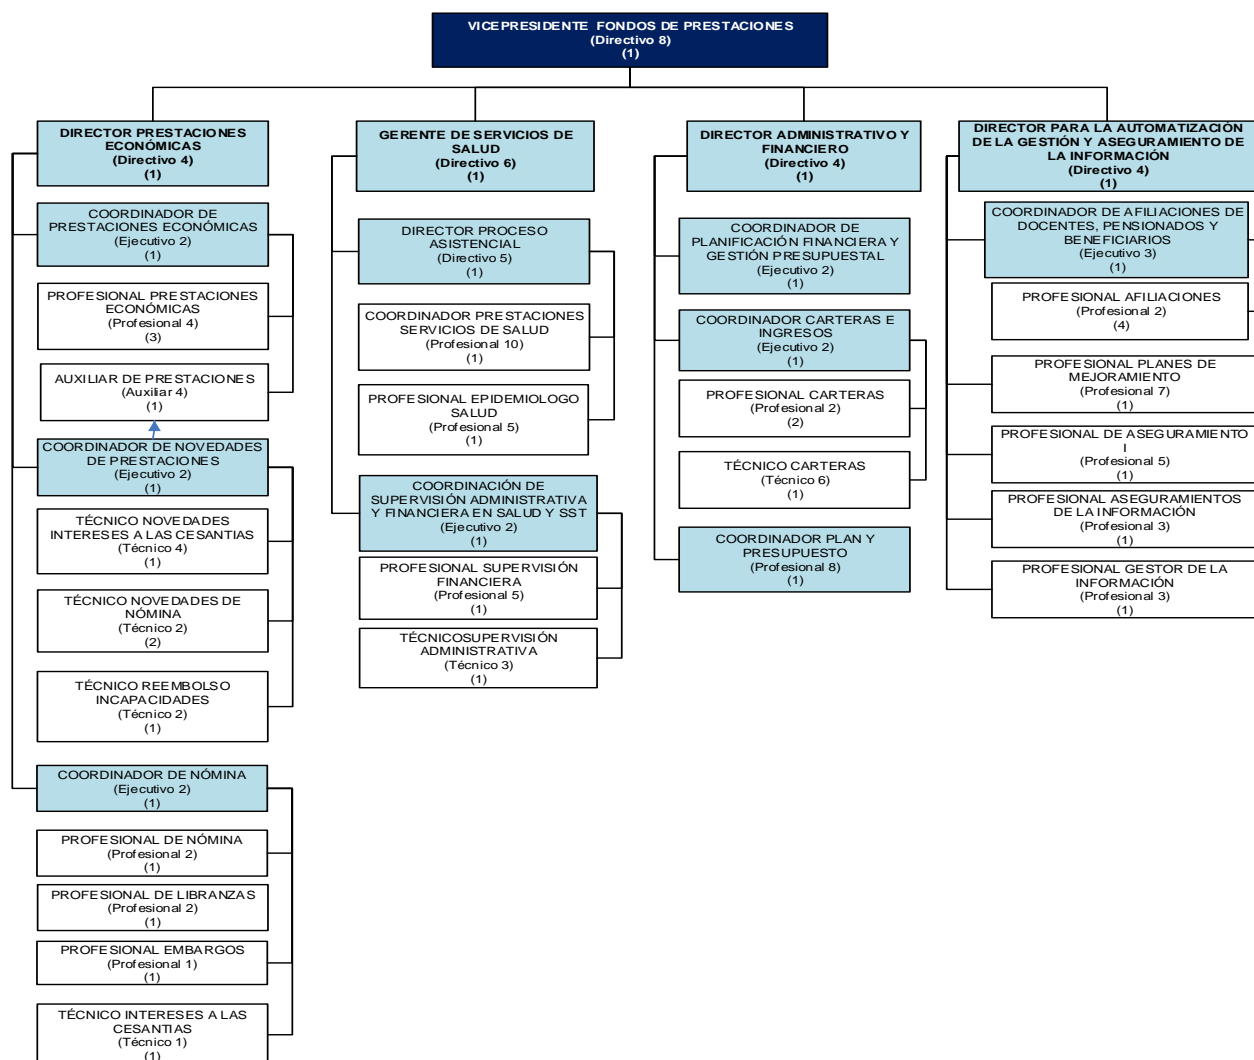 VICEPRESIDENTE FONDOS DE PRESTACIONES
(Directivo 8)
(1)
DIRECTOR PRESTACIONES
ECONÓMICAS
(Directivo 4)
(1)
COORDINADOR DE
PRESTACIONES ECONÓMICAS
(Ejecutivo 2)
(1)
PROFESIONAL PRESTACIONES
ECONÓMICAS
(Profesional 4)
(3)
AUXILIAR DE PRESTACIONES
(Auxiliar 4)
(1)
COORDINADOR DE NOVEDADES
DE PRESTACIONES
(Ejecutivo 2)
(1)
TÉCNICO NOVEDADES
INTERESES A LAS CESANTIAS
(Técnico 4)
(1)
TÉCNICO NOVEDADES DE
NÓMINA
(Técnico 2)
(2)
TÉCNICO REEMBOLSO
INCAPACIDADES
(Técnico 2)
(1)
COORDINADOR DE NÓMINA
(Ejecutivo 2)
(1)
PROFESIONAL DE NÓMINA
(Profesional 2)
(1)
PROFESIONAL DE LIBRANZAS
(Profesional 2)
(1)
PROFESIONAL EMBARGOS
(Profesional 1)
(1)
TÉCNICO INTERESES A LAS
CESANTIAS
(Técnico 1)
(1)
GERENTE DE SERVICIOS DE
SALUD
(Directivo 6)
(1)
DIRECTOR PROCESO
ASISTENCIAL
(Directivo 5)
(1)
COORDINADOR PRESTACIONES
SERVICIOS DE SALUD
(Profesional 10)
(1)
PROFESIONAL EPIDEMIOLOGO
SALUD
(Profesional 5)
(1)
COORDINACIÓN DE
SUPERVISIÓN ADMINISTRATIVA
Y FINANCIERA EN SALUD Y SST
(Ejecutivo 2)
(1)
PROFESIONAL SUPERVISIÓN
FINANCIERA
(Profesional 5)
(1)
TÉCNICOSUPERVISIÓN
ADMINISTRATIVA
(Técnico 3)
(1)
DIRECTOR ADMINISTRATIVO Y
FINANCIERO
(Directivo 4)
(1)
COORDINADOR DE
PLANIFICACIÓN FINANCIERA Y
GESTIÓN PRESUPUESTAL
(Ejecutivo 2)
(1)
COORDINADOR CARTERAS E
INGRESOS
(Ejecutivo 2)
(1)
PROFESIONAL CARTERAS
(Profesional 2)
(2)
TÉCNICO CARTERAS
(Técnico 6)
(1)
COORDINADOR PLAN Y
PRESUPUESTO
(Profesional 8)
(1)
DIRECTOR PARA LA AUTOMATIZACIÓN
DE LA GESTIÓN Y ASEGURAMIENTO DE
LA INFORMACIÓN
(Directivo 4)
(1)
COORDINADOR DE AFILIACIONES DE
DOCENTES, PENSIONADOS Y
BENEFICIARIOS
(Ejecutivo 3)
(1)
PROFESIONAL AFILIACIONES
(Profesional 2)
(4)
PROFESIONAL PLANES DE
MEJORAMIENTO
(Profesional 7)
(1)
PROFESIONAL DE ASEGURAMIENTO
I
(Profesional 5)
(1)
PROFESIONAL ASEGURAMIENTOS
DE LA INFORMACIÓN
(Profesional 3)
(1)
PROFESIONAL GESTOR DE LA
INFORMACIÓN
(Profesional 3)
(1)